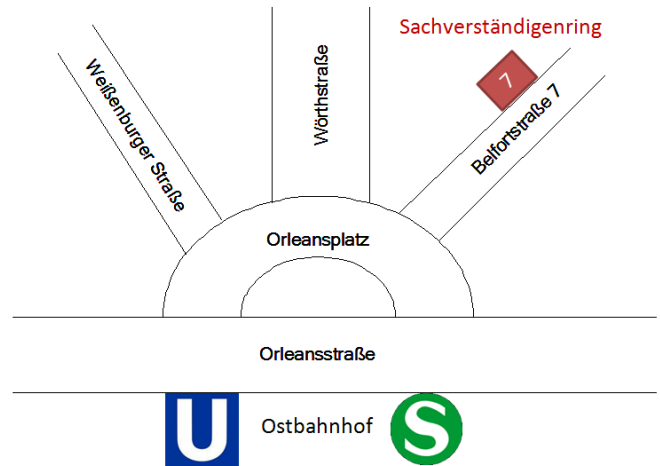 Sachverständigenring
7
Weißenburger Straße
Wörthstraße
Belfortstraße 7
Orleansplatz
Orleansstraße
U
Ostbahnhof
S